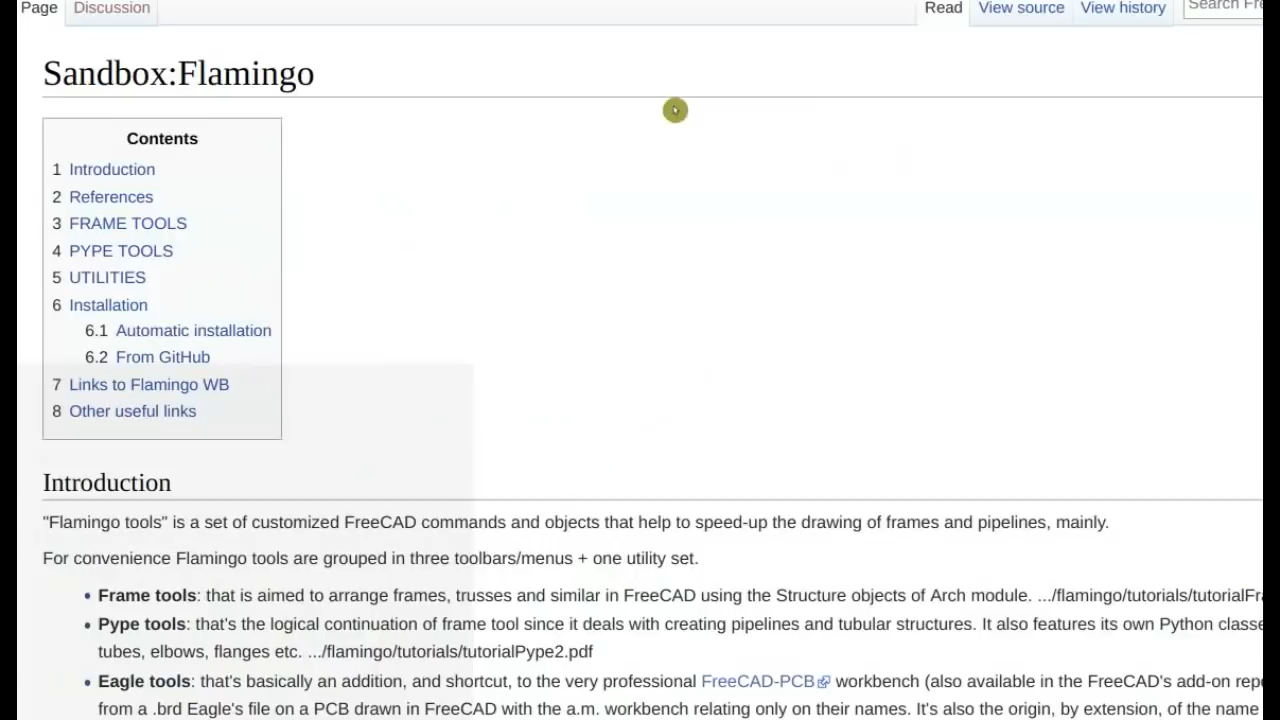 Page Discussion Read View source View history Search Fre
Sandbox:Flamingo
Contents
1 Introduction
2 References
3 FRAME TOOLS
4 PYPE TOOLS
5 UTILITIES
6 Installation
6.1 Automatic installation
6.2 From GitHub
7 Links to Flamingo WB
8 Other useful links
Introduction
"Flamingo tools" is a set of customized FreeCAD commands and objects that help to speed-up the drawing of frames and pipelines, mainly.
For convenience Flamingo tools are grouped in three toolbars/menus + one utility set.
• Frame tools: that is aimed to arrange frames, trusses and similar in FreeCAD using the Structure objects of Arch module. .../flamingo/tutorials/tutorialFra
• Pype tools: that's the logical continuation of frame tool since it deals with creating pipelines and tubular structures. It also features its own Python classe
tubes, elbows, flanges etc. .../flamingo/tutorials/tutorialPype2.pdf
• Eagle tools: that's basically an addition, and shortcut, to the very professional FreeCAD-PCB workbench (also available in the FreeCAD's add-on rep
from a .brd Eagle's file on a PCB drawn in FreeCAD with the a.m. workbench relating only on their names. It's also the origin, by extension, of the name